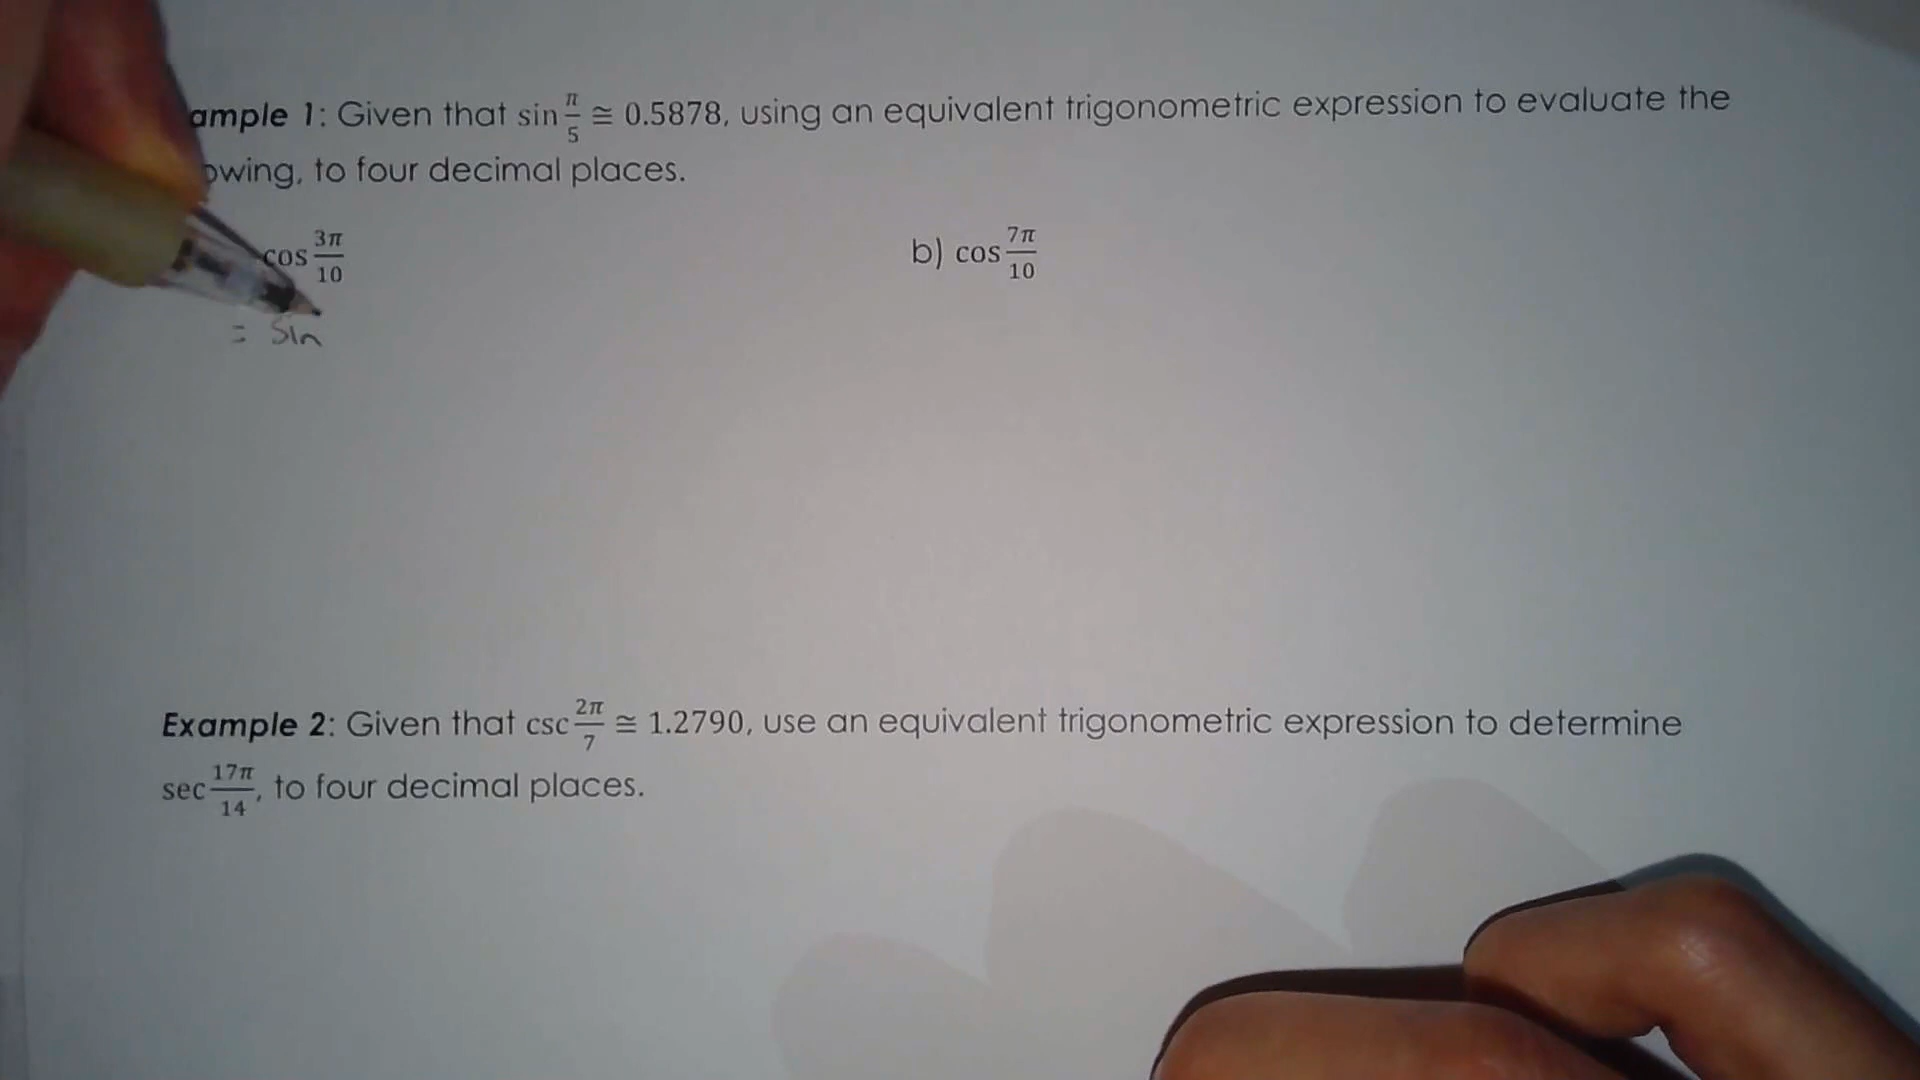 ample 1: Given that sin π/5 ≅ 0.5878, using an equivalent trigonometric expression to evaluate the
owing, to four decimal places.
cos 3π/10
b) cos 7π/10
= Sin
Example 2: Given that csc 2π/7 ≅ 1.2790, use an equivalent trigonometric expression to determine
sec 17π/14, to four decimal places.